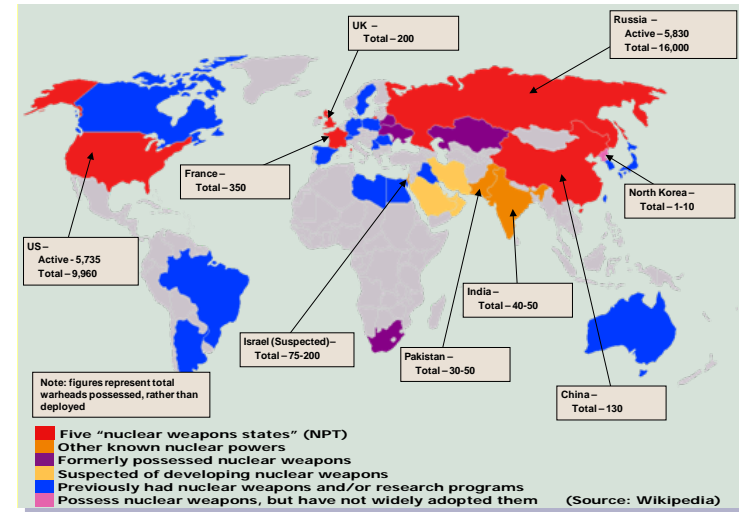 UK –
Total – 200
Russia –
Active – 5,830
Total – 16,000
France –
Total – 350
North Korea –
Total – 1-10
US –
Active - 5,735
Total – 9,960
India –
Total – 40-50
Israel (Suspected) –
Total – 75-200
Pakistan –
Total – 30-50
China –
Total – 130
Note: figures represent total
warheads possessed, rather than
deployed
Five “nuclear weapons states” (NPT)
Other known nuclear powers
Formerly possessed nuclear weapons
Suspected of developing nuclear weapons
Previously had nuclear weapons and/or research programs
Possess nuclear weapons, but have not widely adopted them (Source: Wikipedia)